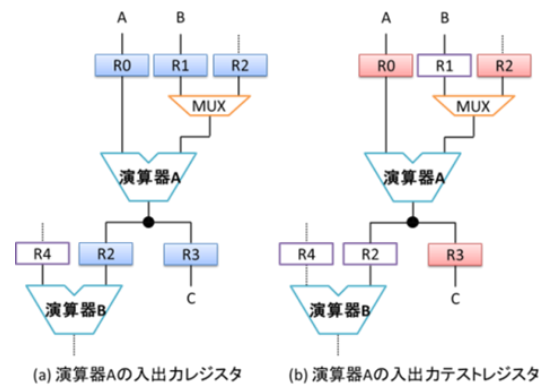 A B
R0 R1 R2
MUX
演算器A
R4 R2 R3
C
演算器B
(a) 演算器Aの入出力レジスタ
A B
R0 R1 R2
MUX
演算器A
R4 R2 R3
C
演算器B
(b) 演算器Aの入出力テストレジスタ